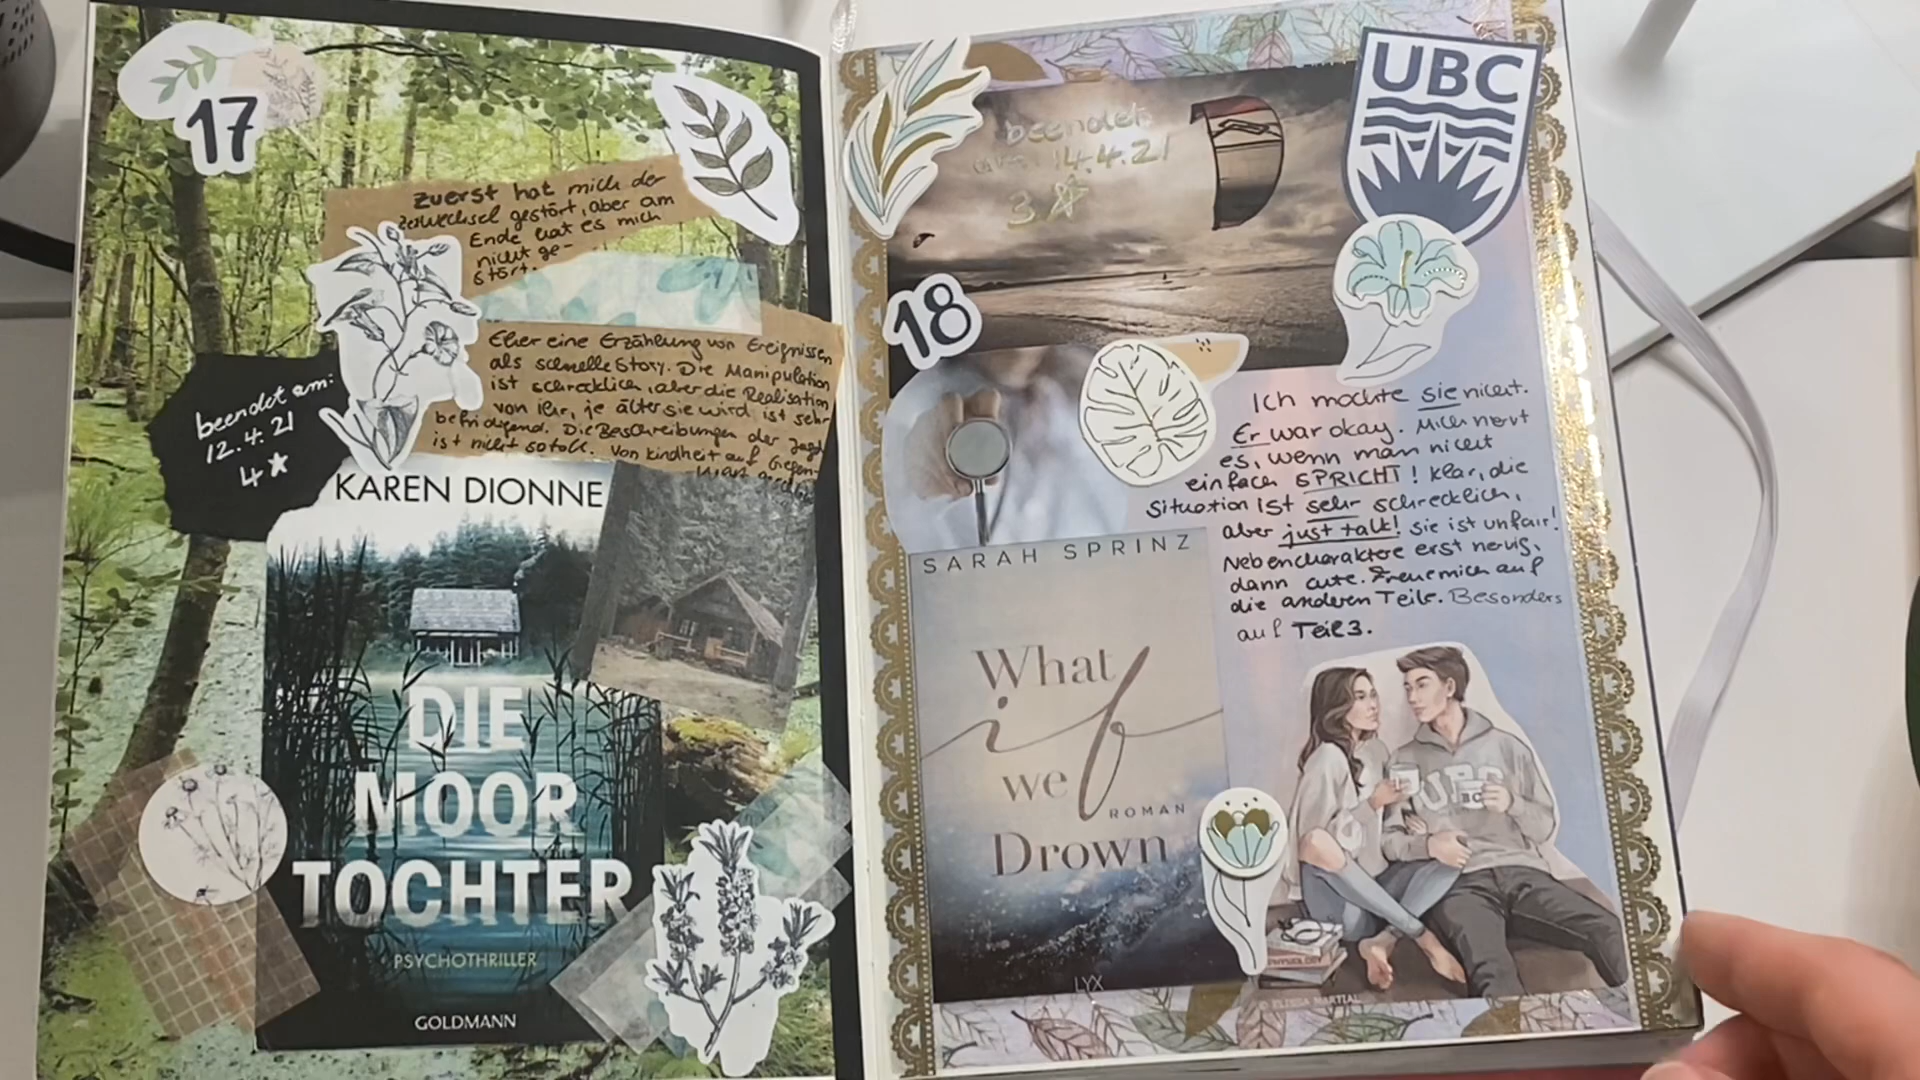 17
zuerst hat mich der
Zeitwechsel gestört, aber am
Ende hat es mich
nicht ge-
stört.
Eher eine Erzählung von Ereignissen
als schnelle Story. Die Manipulation
ist schrecklich, aber die Realisation
von ihr, je älter sie wird ist sehr
befridigend. Die Beschreibungen der Jagd
ist nicht so toll. Von Kindheit auf Gegen-
beendet am:
12.4.21
4
KAREN DIONNE
DIE
MOOR
TOCHTER
PSYCHOTHRILLER
GOLDMANN
UBC
beendet
am 14.4.21
3
18
Ich mochte sie nicht.
Er war okay. Mich nervt
es, wenn man nicht
einfach SPRICHT! Klar, die
Situation ist sehr schrecklich,
aber just talk! Sie ist unfair!
Nebencharaktere erst nervig,
dann cute. Freue mich auf
die anderen Teile. Besonders
auf Teil 3.
SARAH SPRINZ
What
if
we
ROMAN
Drown
LYX
UBC
PHYSIOLOGY
© ELISSA MARTIAL